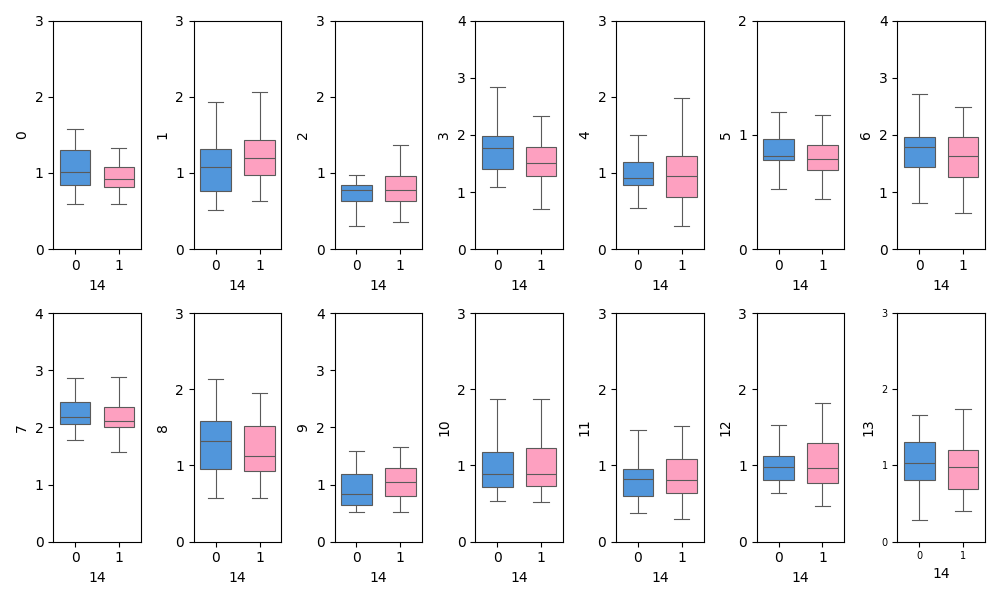 3 3 3 4 4 3 2 4
2 2 2 3 3 2 1 3
0 1 2 3 4 5 6
1 1 1 2 1 2
1 1
0 0 0 0 0 0 0
0 1 0 1 0 1 0 1 0 1 0 1 0 1
14 14 14 14 14 14 14
4 3 4 3 3 3 3
3 2 3 2 2 2 2
7 8 9 10 11 12 13
2 1 2 1 1 1 1
1 1
0 0 0 0 0 0 0
0 1 0 1 0 1 0 1 0 1 0 1 0 1
14 14 14 14 14 14 14